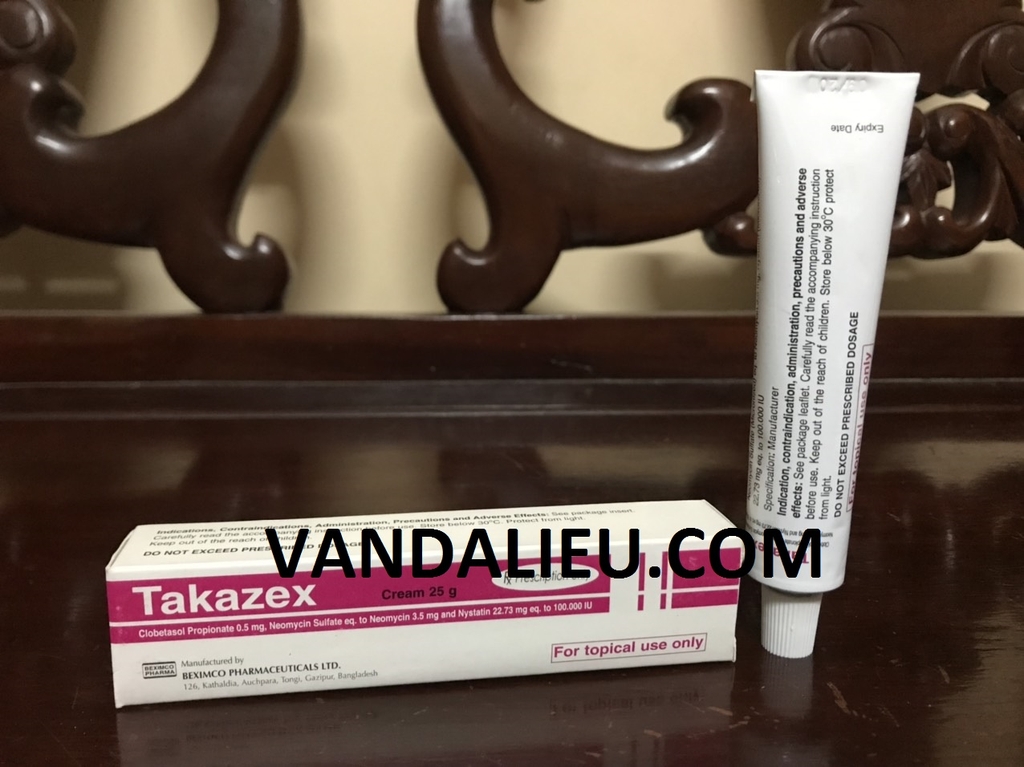 Indications, Contraindications, Administration, Precautions and Adverse Effects: See package insert.
Carefully read the accompanying instruction before use. Store below 30°C. Protect from light.
Keep out of the reach of children.
DO NOT EXCEED PRESCRIBED
VANDALIEU.COM
Takazex
Cream 25 g
Rx Prescription only
Clobetasol Propionate 0.5 mg, Neomycin Sulfate eq. to Neomycin 3.5 mg and Nystatin 22.73 mg eq. to 100.000 IU
For topical use only
BEXIMCO
PHARMA
Manufactured by
BEXIMCO PHARMACEUTICALS LTD.
126, Kathaldia, Auchpara, Tongi, Gazipur, Bangladesh
Expiry Date
22.73 mg eq. to 100.000 IU
Specification: Manufacturer
Indication, contraindication, administration, precautions and adverse
effects: See package leaflet. Carefully read the accompanying instruction
before use. Keep out of the reach of children. Store below 30°C protect
from light.
DO NOT EXCEED PRESCRIBED DOSAGE
For topical use only